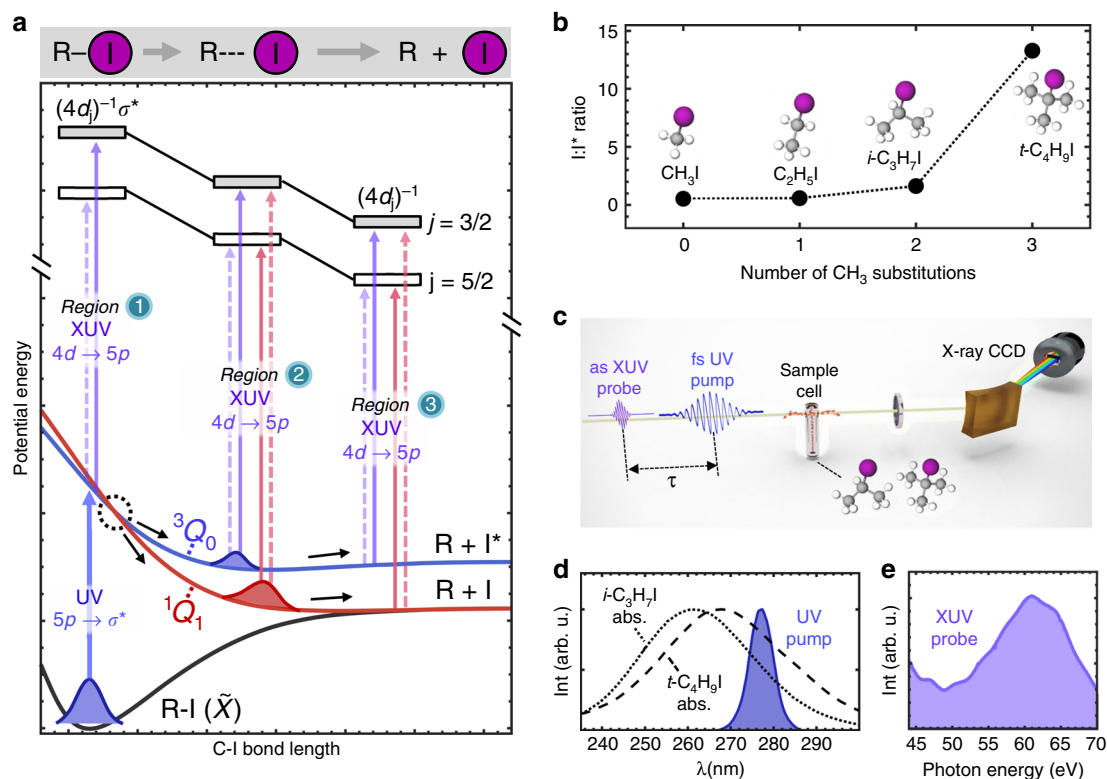 a
R–I
R---I
R + I
(4dⱼ)⁻¹σ*
(4dⱼ)⁻¹
j = 3/2
j = 5/2
Region 1
XUV
4d → 5p
Region 2
XUV
4d → 5p
Region 3
XUV
4d → 5p
Potential energy
³Q₀
¹Q₁
R + I*
R + I
UV
5p → σ*
R-I (X̃)
C-I bond length
b
I:I* ratio
15
10
5
0
CH₃I
C₂H₅I
i-C₃H₇I
t-C₄H₉I
0 1 2 3
Number of CH₃ substitutions
c
as XUV
probe
fs UV
pump
Sample
cell
X-ray CCD
τ
d
Int (arb. u.)
i-C₃H₇I
abs.
t-C₄H₉I
abs.
UV
pump
240 250 260 270 280 290
λ(nm)
e
Int (arb. u.)
XUV
probe
45 50 55 60 65 70
Photon energy (eV)